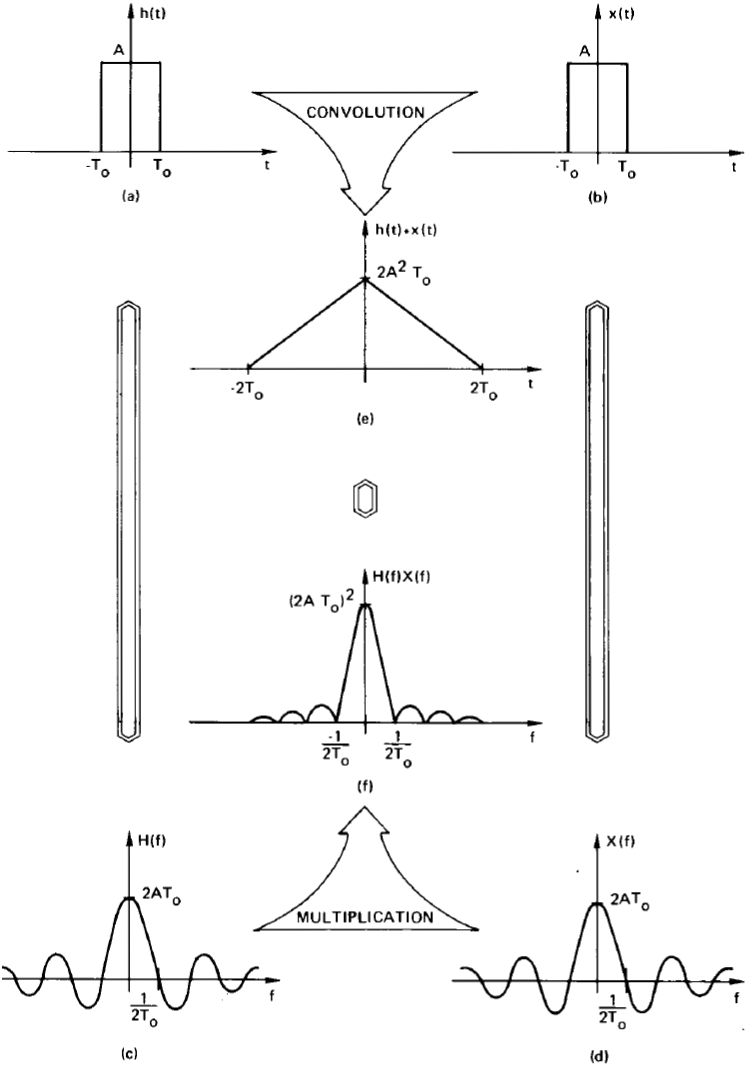 h(t)
A
-T₀ T₀ t
(a)
x(t)
A
-T₀ T₀ t
(b)
CONVOLUTION
h(t)*x(t)
2A² T₀
-2T₀ 2T₀ t
(e)
H(f)X(f)
(2A T₀)²
-1/2T₀ 1/2T₀ f
(f)
MULTIPLICATION
H(f)
2AT₀
1/2T₀ f
(c)
X(f)
2AT₀
1/2T₀ f
(d)